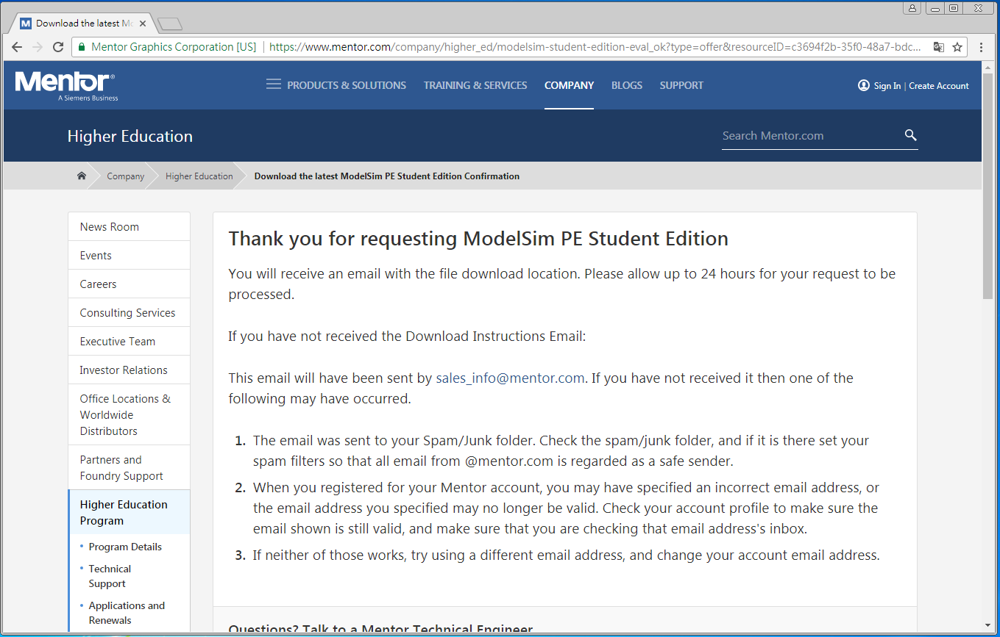 Download the latest Mo
Mentor Graphics Corporation [US]
https://www.mentor.com/company/higher_ed/modelsim-student-edition-eval_ok?type=offer&resourceID=c3694f2b-35f0-48a7-bdc...
Mentor®
A Siemens Business
PRODUCTS & SOLUTIONS
TRAINING & SERVICES
COMPANY
BLOGS
SUPPORT
Sign In | Create Account
Higher Education
Search Mentor.com
Company
Higher Education
Download the latest ModelSim PE Student Edition Confirmation
News Room
Events
Careers
Consulting Services
Executive Team
Investor Relations
Office Locations &
Worldwide
Distributors
Partners and
Foundry Support
Higher Education
Program
• Program Details
• Technical
Support
• Applications and
Renewals
Thank you for requesting ModelSim PE Student Edition
You will receive an email with the file download location. Please allow up to 24 hours for your request to be
processed.
If you have not received the Download Instructions Email:
This email will have been sent by sales_info@mentor.com. If you have not received it then one of the
following may have occurred.
1. The email was sent to your Spam/Junk folder. Check the spam/junk folder, and if it is there set your
spam filters so that all email from @mentor.com is regarded as a safe sender.
2. When you registered for your Mentor account, you may have specified an incorrect email address, or
the email address you specified may no longer be valid. Check your account profile to make sure the
email shown is still valid, and make sure that you are checking that email address's inbox.
3. If neither of those works, try using a different email address, and change your account email address.
Questions? Talk to a Mentor Technical Engineer